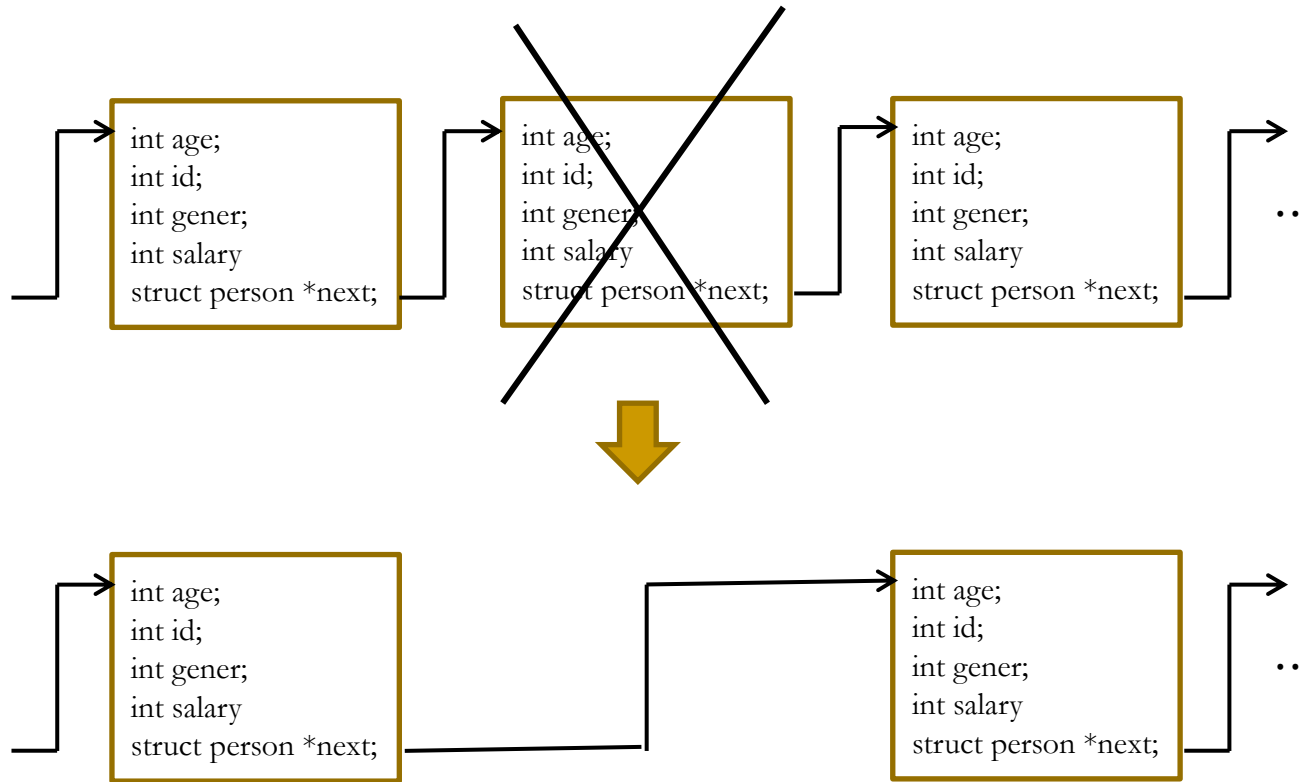 int age;
int id;
int gener;
int salary
struct person *next;
int age;
int id;
int gener;
int salary
struct person *next;
int age;
int id;
int gener;
int salary
struct person *next;
..
int age;
int id;
int gener;
int salary
struct person *next;
int age;
int id;
int gener;
int salary
struct person *next;
..